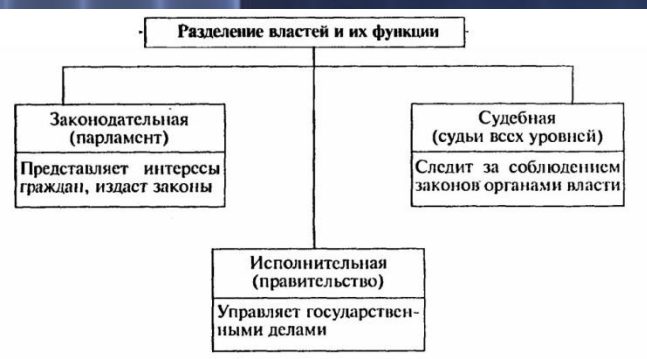 Разделение властей и их функции
Законодательная
(парламент)
Представляет интересы
граждан, издает законы
Судебная
(судьи всех уровней)
Следит за соблюдением
законов органами власти
Исполнительная
(правительство)
Управляет государствен-
ными делами